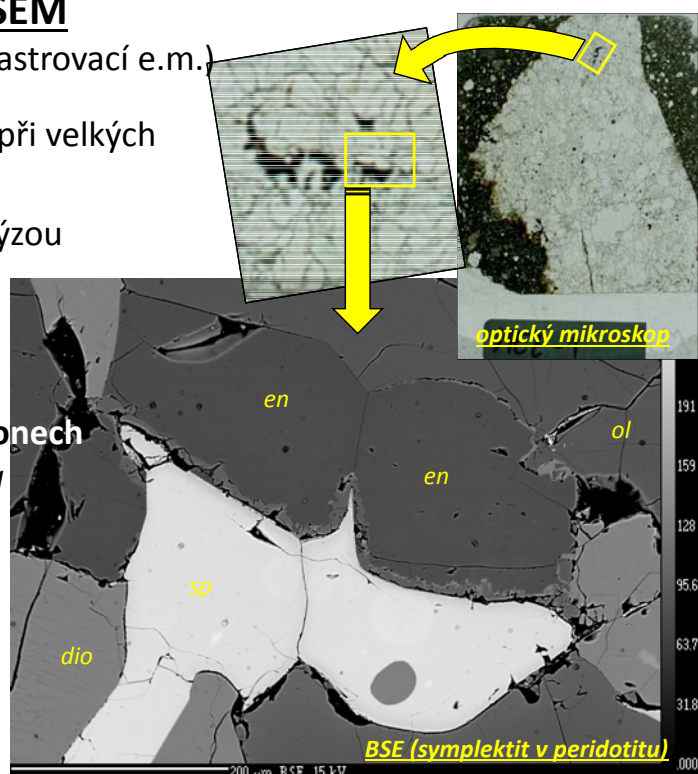 SEM
astrovací e.m.)
při velkých
ýzou
optický mikroskop
en
onech
ol
en
sp
dio
BSE (symplektit v peridotitu)
191
159
128
95.6
63.7
31.8
.000
200 µm BSE 15 kV